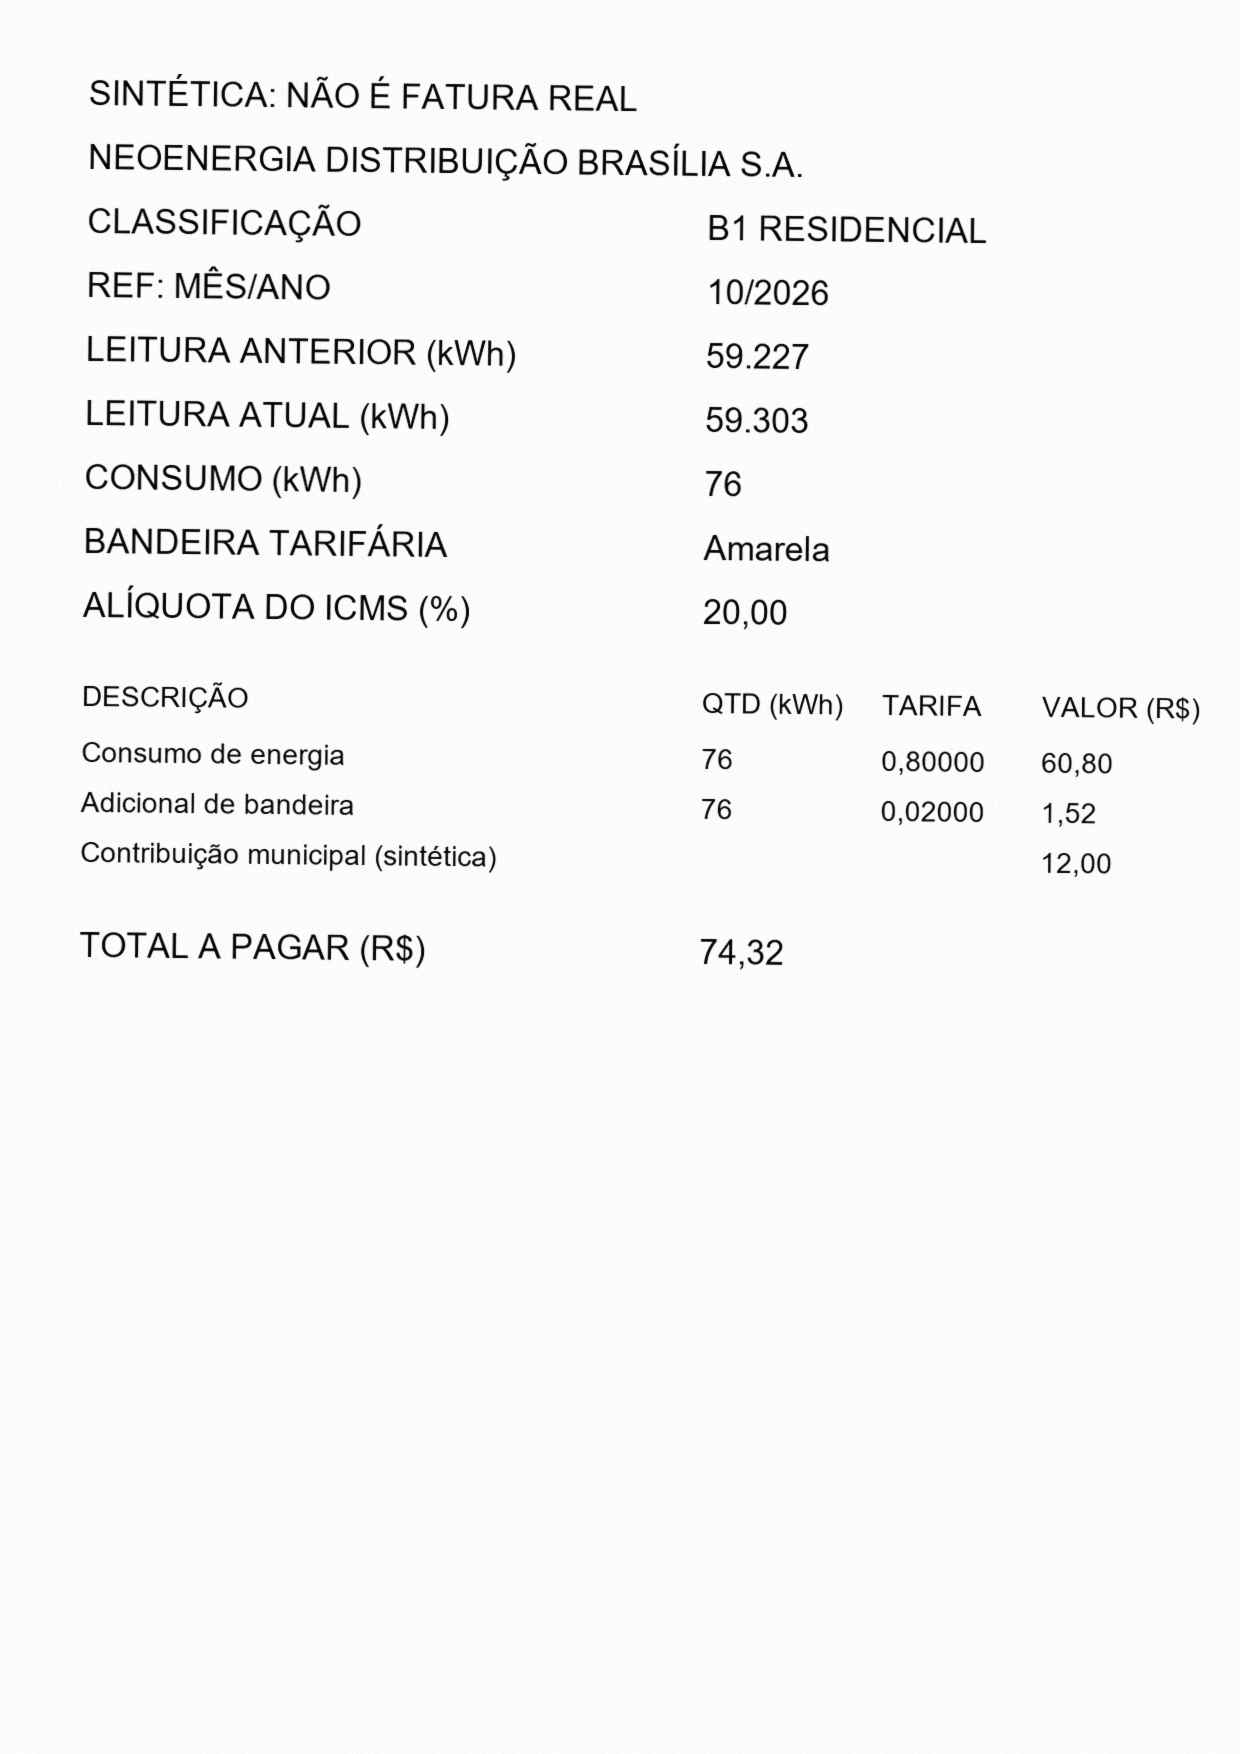 SINTÉTICA: NÃO É FATURA REAL
NEOENERGIA DISTRIBUIÇÃO BRASÍLIA S.A.
CLASSIFICAÇÃO B1 RESIDENCIAL
REF: MÊS/ANO 10/2026
LEITURA ANTERIOR (kWh) 59.227
LEITURA ATUAL (kWh) 59.303
CONSUMO (kWh) 76
BANDEIRA TARIFÁRIA Amarela
ALÍQUOTA DO ICMS (%) 20,00
DESCRIÇÃO QTD (kWh) TARIFA VALOR (R$)
Consumo de energia 76 0,80000 60,80
Adicional de bandeira 76 0,02000 1,52
Contribuição municipal (sintética) 12,00
TOTAL A PAGAR (R$) 74,32